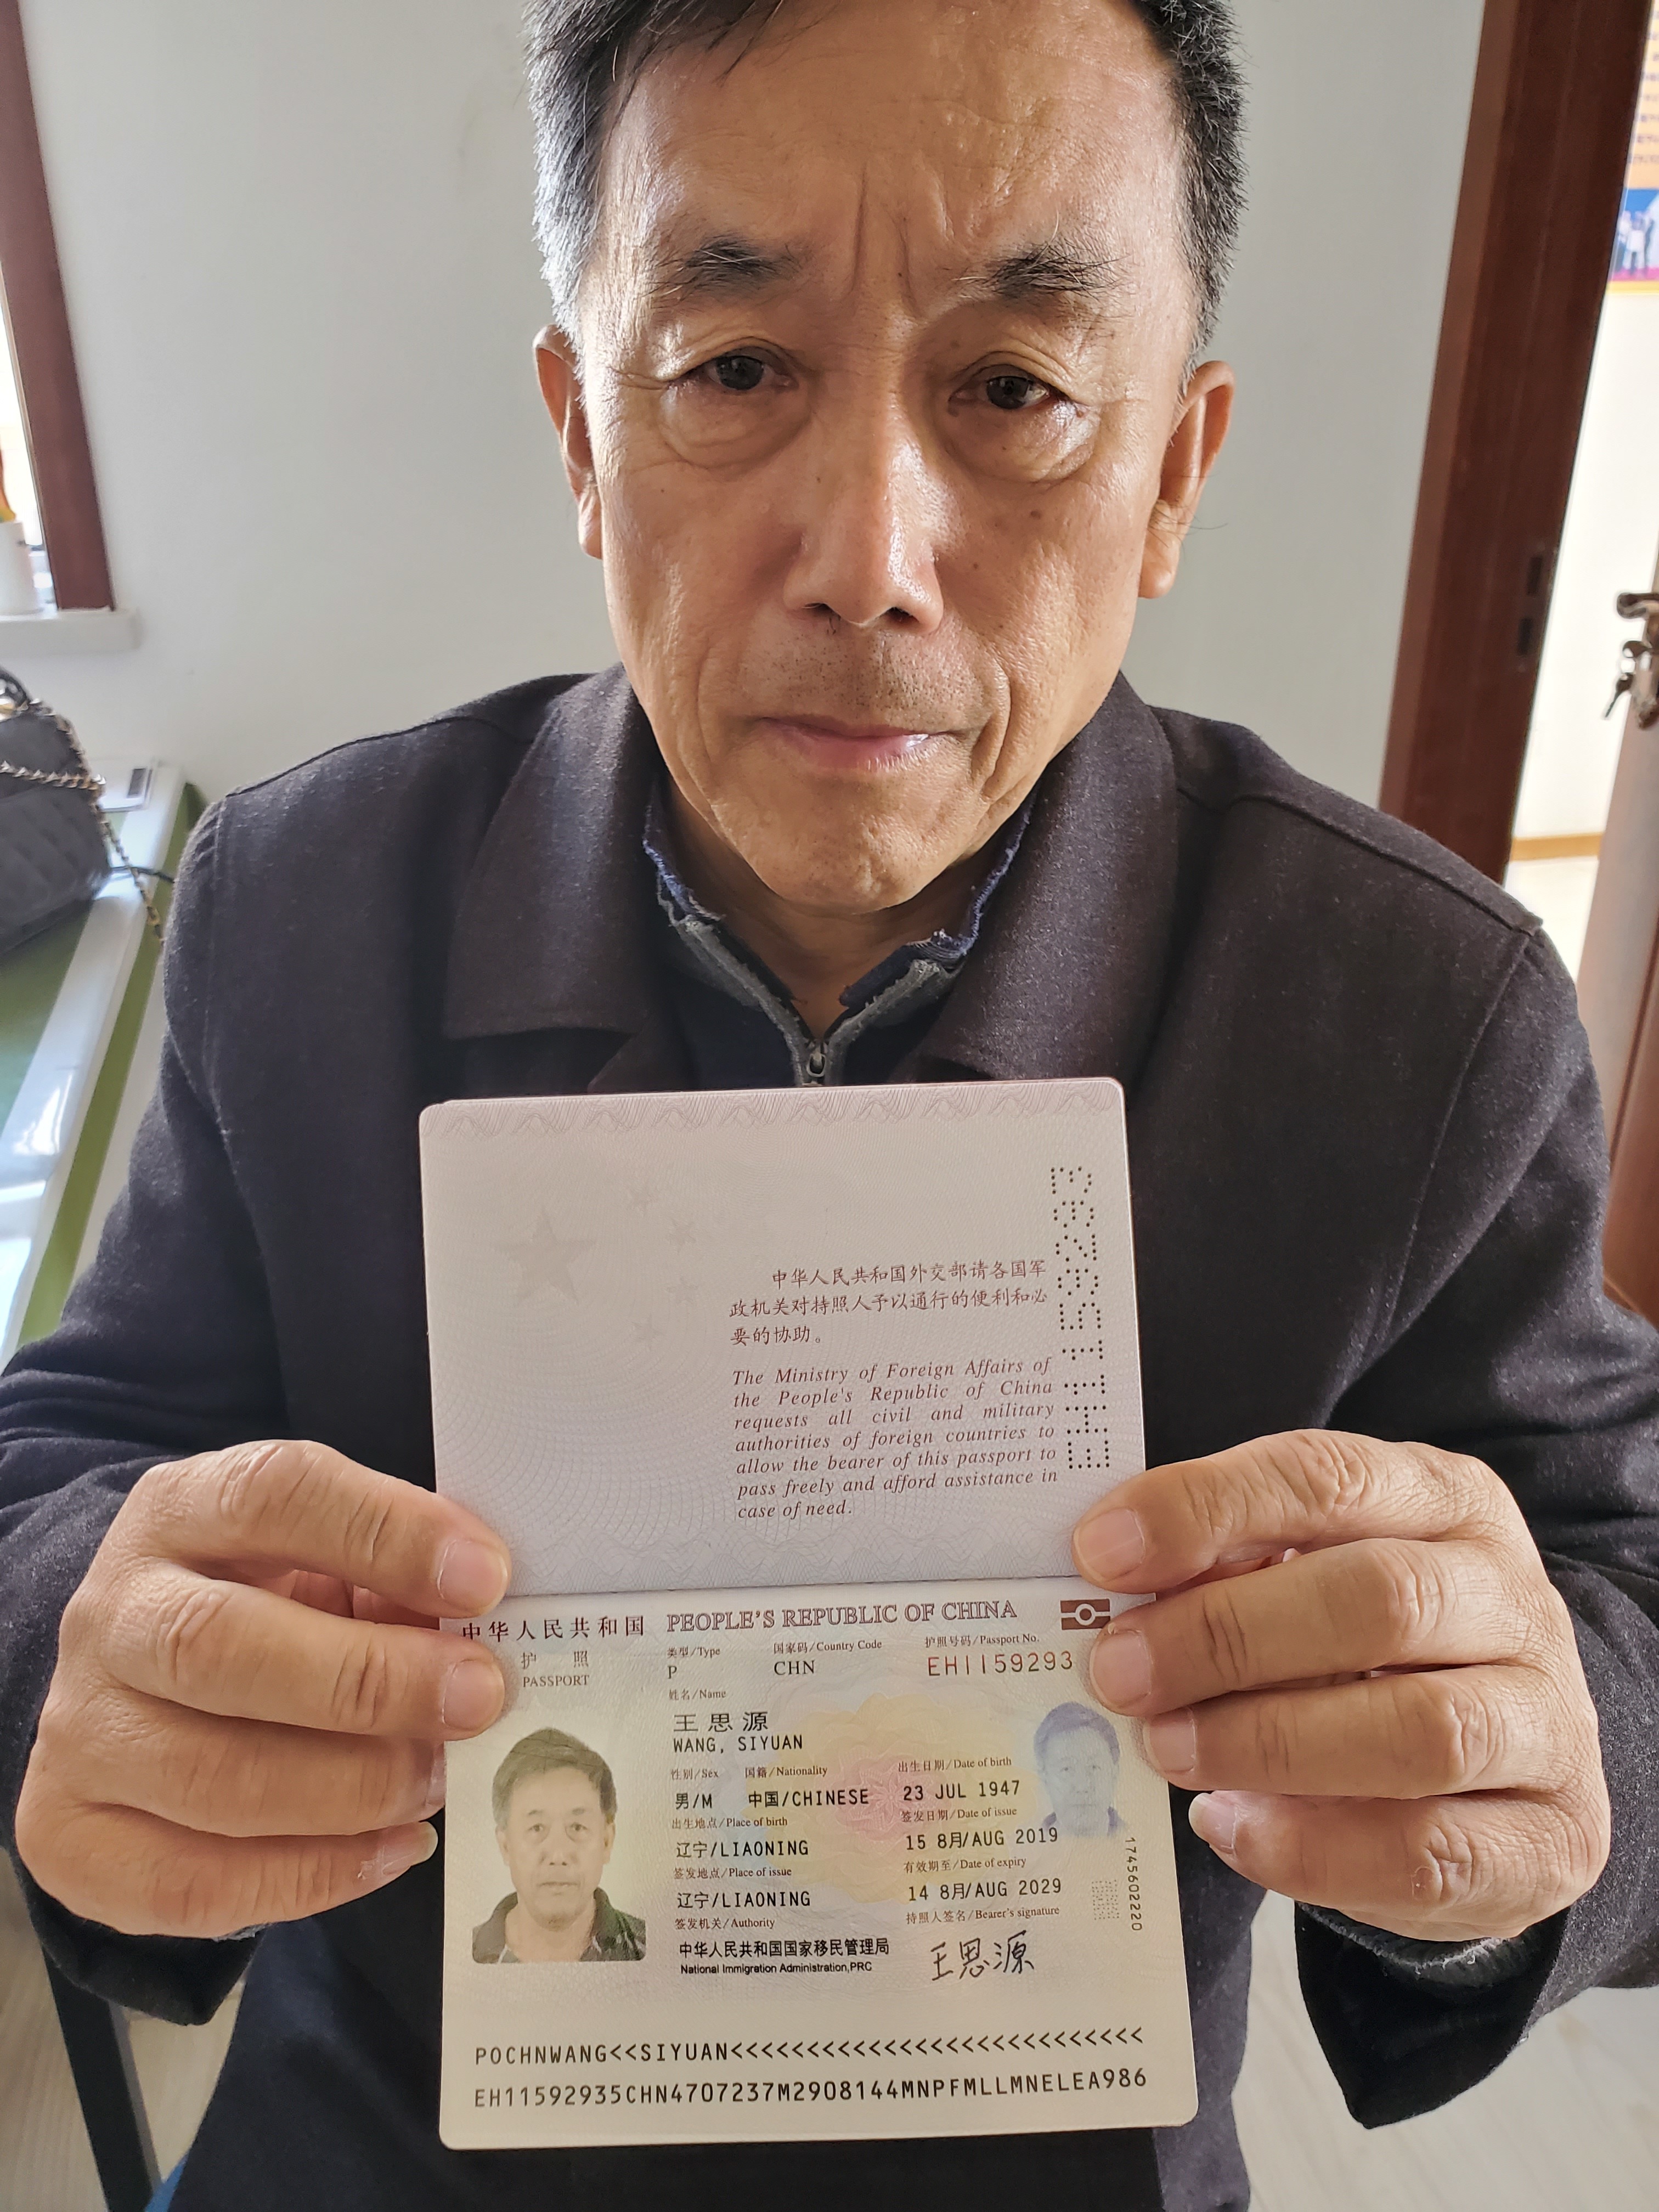 中华人民共和国外交部请各国军
政机关对持照人予以通行的便利和必
要的协助。
The Ministry of Foreign Affairs of
the People's Republic of China
requests all civil and military
authorities of foreign countries to
allow the bearer of this passport to
pass freely and afford assistance in
case of need.
EH1159293
中华人民共和国 PEOPLE'S REPUBLIC OF CHINA
护 照
PASSPORT
类型/Type 国家码/Country Code 护照号码/Passport No.
P CHN EH1159293
姓名/Name
王思源
WANG, SIYUAN
性别/Sex 国籍/Nationality 出生日期/Date of birth
男/M 中国/CHINESE 23 JUL 1947
出生地点/Place of birth 签发日期/Date of issue
辽宁/LIAONING 15 8月/AUG 2019
签发地点/Place of issue 有效期至/Date of expiry
辽宁/LIAONING 14 8月/AUG 2029
签发机关/Authority 持照人签名/Bearer's signature
中华人民共和国国家移民管理局
National Immigration Administration,PRC
王思源
1745602220
POCHNWANG<<SIYUAN<<<<<<<<<<<<<<<<<<<<<<<<<<<
EH11592935CHN4707237M2908144MNPFMLLMNELEA986